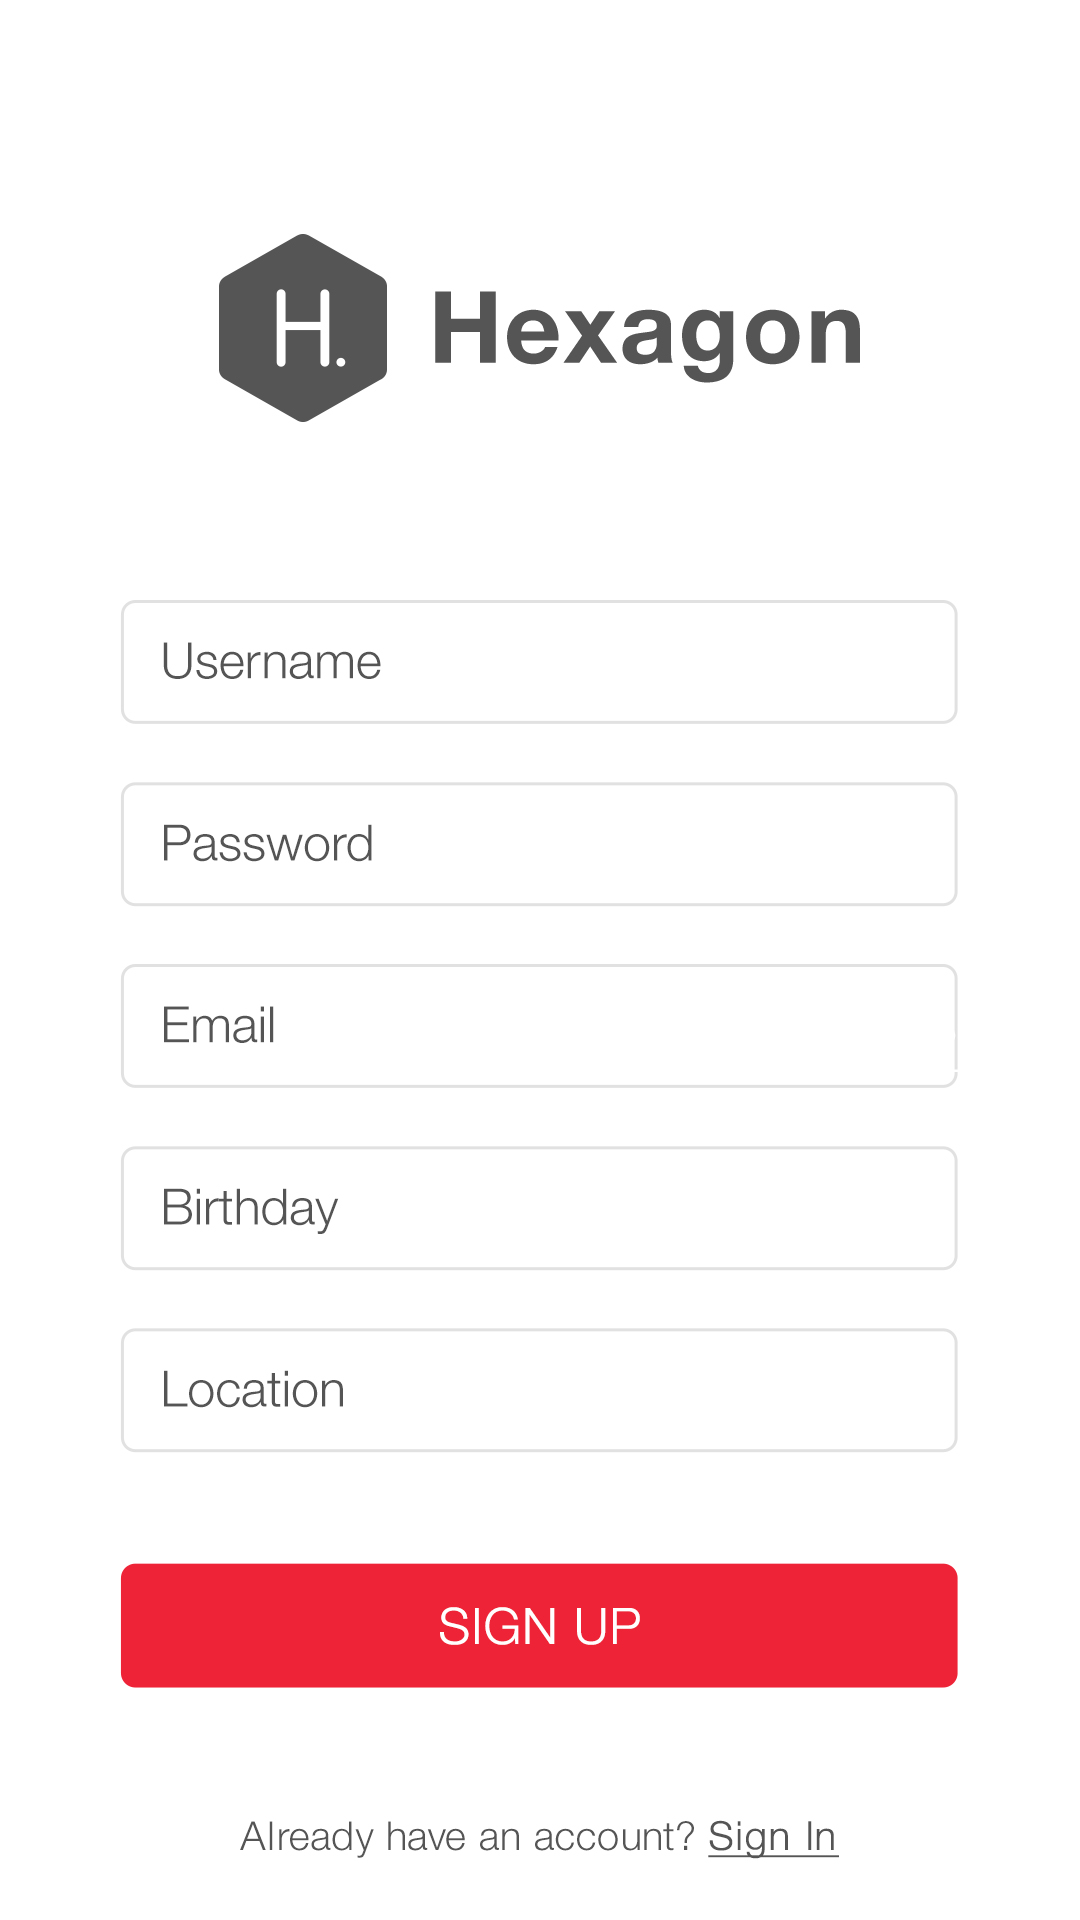 H.
Hexagon
Username
Password
Email
Birthday
Location
SIGN UP
Already have an account? Sign In